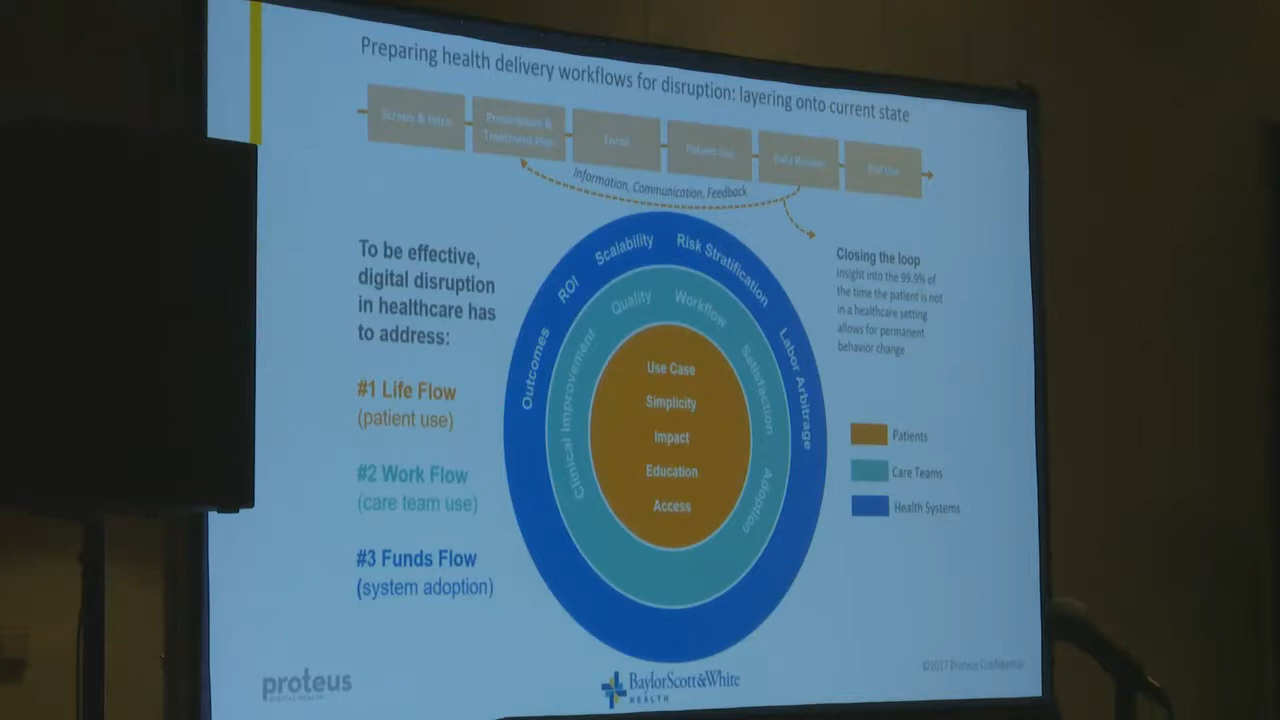 Preparing health delivery workflows for disruption: layering onto current state
Screen & Intro
Prescription &
Treatment Plan
Enroll
Patient Use
Data Review
End Use
Information, Communication, Feedback
To be effective,
digital disruption
in healthcare has
to address:
#1 Life Flow
(patient use)
#2 Work Flow
(care team use)
#3 Funds Flow
(system adoption)
Outcomes
ROI
Scalability
Risk Stratification
Labor Arbitrage
Clinical Improvement
Quality
Workflow
Satisfaction
Adoption
Use Case
Simplicity
Impact
Education
Access
Closing the loop
Insight into the 99.9% of
the time the patient is not
in a healthcare setting
allows for permanent
behavior change
Patients
Care Teams
Health Systems
proteus
DIGITAL HEALTH
BaylorScott&White
HEALTH
©2017 Proteus Confidential